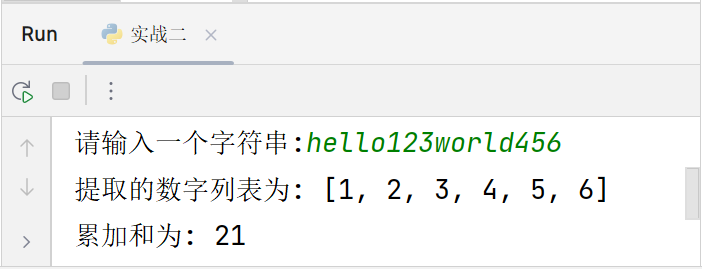 Run 实战二 ×
请输入一个字符串:hello123world456
提取的数字列表为: [1, 2, 3, 4, 5, 6]
累加和为: 21